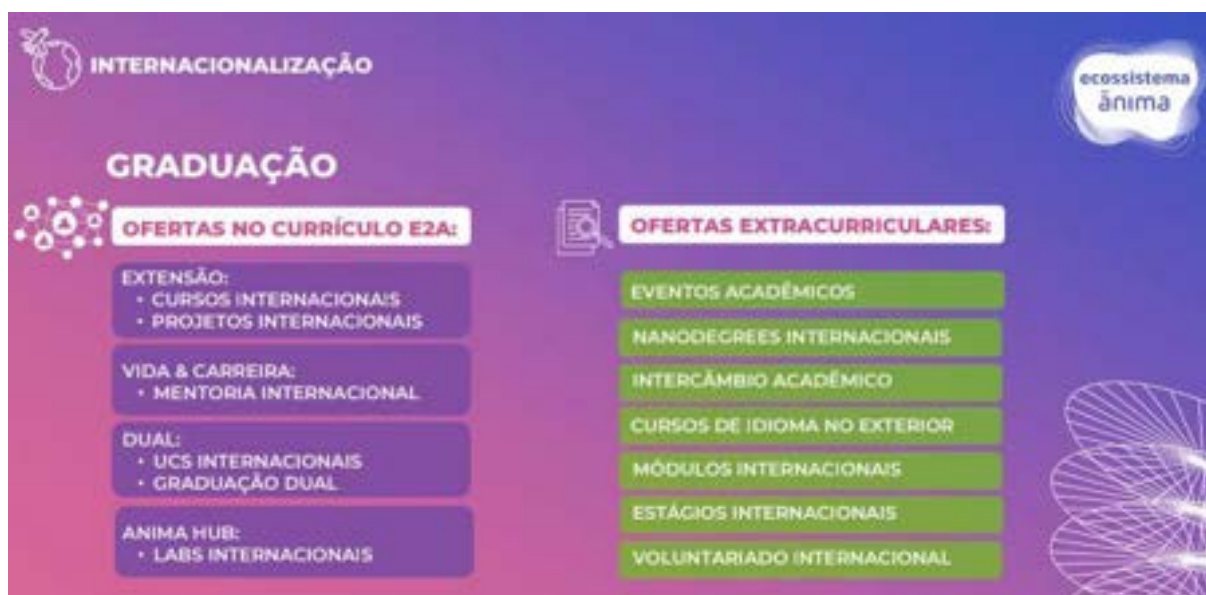 INTERNACIONALIZAÇÃO
ecossistema
ānima
GRADUAÇÃO
OFERTAS NO CURRÍCULO E2A:
EXTENSÃO:
• CURSOS INTERNACIONAIS
• PROJETOS INTERNACIONAIS
VIDA & CARREIRA:
• MENTORIA INTERNACIONAL
DUAL:
• UCS INTERNACIONAIS
• GRADUAÇÃO DUAL
ANIMA HUB:
• LABS INTERNACIONAIS
OFERTAS EXTRACURRICULARES:
EVENTOS ACADÊMICOS
NANODEGREES INTERNACIONAIS
INTERCÂMBIO ACADÊMICO
CURSOS DE IDIOMA NO EXTERIOR
MÓDULOS INTERNACIONAIS
ESTÁGIOS INTERNACIONAIS
VOLUNTARIADO INTERNACIONAL